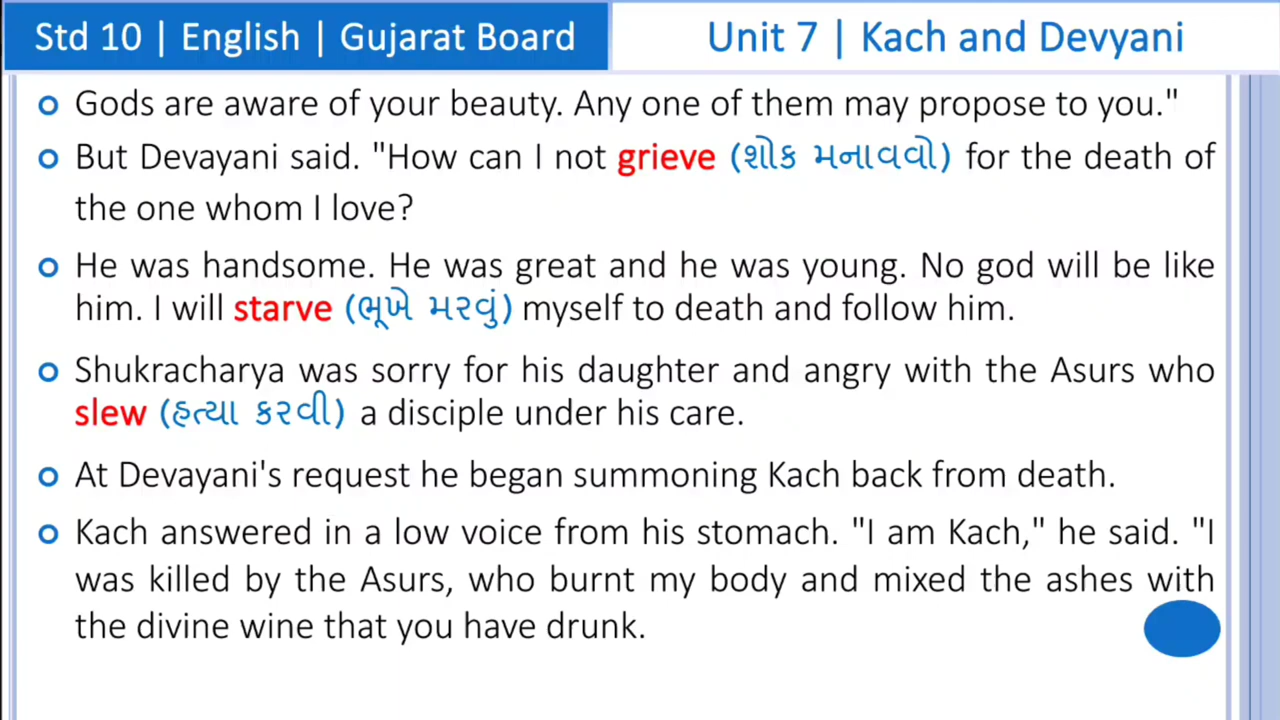 Std 10 | English | Gujarat Board
Unit 7 | Kach and Devyani
Gods are aware of your beauty. Any one of them may propose to you."
But Devayani said. "How can I not grieve (શોક મનાવવો) for the death of
the one whom I love?
He was handsome. He was great and he was young. No god will be like
him. I will starve (ભૂખે મરવું) myself to death and follow him.
Shukracharya was sorry for his daughter and angry with the Asurs who
slew (હત્યા કરવી) a disciple under his care.
At Devayani's request he began summoning Kach back from death.
Kach answered in a low voice from his stomach. "I am Kach," he said. "I
was killed by the Asurs, who burnt my body and mixed the ashes with
the divine wine that you have drunk.